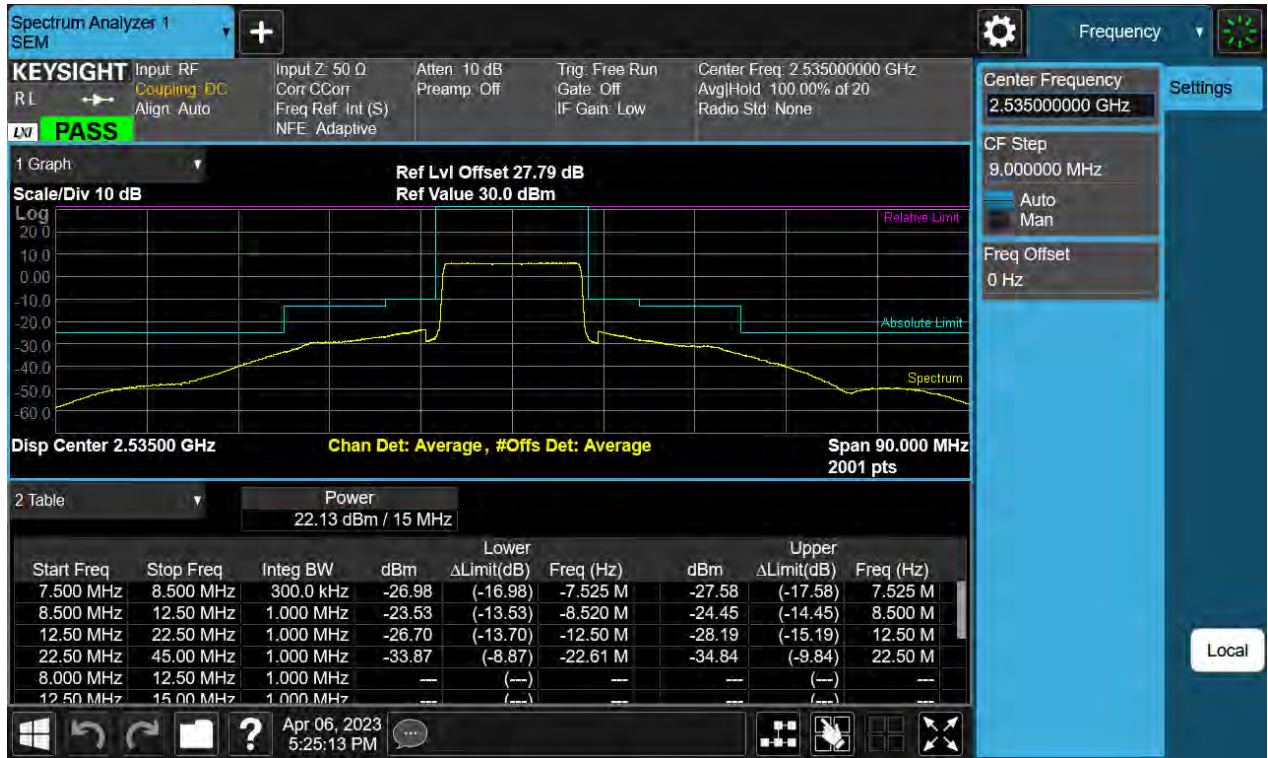 Spectrum Analyzer 1
SEM
+
Frequency
KEYSIGHT
RL
LXI
PASS
Input: RF
Coupling: DC
Align: Auto
Input Z: 50 Ω
Corr CCorr
Freq Ref: Int (S)
NFE: Adaptive
Atten: 10 dB
Preamp: Off
Trig: Free Run
Gate: Off
IF Gain: Low
Center Freq: 2.535000000 GHz
Avg|Hold: 100.00% of 20
Radio Std: None
Center Frequency
2.535000000 GHz
Settings
CF Step
9.000000 MHz
Auto
Man
Freq Offset
0 Hz
1 Graph
Ref Lvl Offset 27.79 dB
Scale/Div 10 dB
Ref Value 30.0 dBm
Log
Relative Limit
20.0
10.0
0.00
-10.0
-20.0
Absolute Limit
-30.0
-40.0
Spectrum
-50.0
-60.0
Disp Center 2.53500 GHz
Chan Det: Average, #Offs Det: Average
Span 90.000 MHz
2001 pts
2 Table
Power
22.13 dBm / 15 MHz
Lower Upper
Start Freq Stop Freq Integ BW dBm ΔLimit(dB) Freq (Hz) dBm ΔLimit(dB) Freq (Hz)
7.500 MHz 8.500 MHz 300.0 kHz -26.98 (-16.98) -7.525 M -27.58 (-17.58) 7.525 M
8.500 MHz 12.50 MHz 1.000 MHz -23.53 (-13.53) -8.520 M -24.45 (-14.45) 8.500 M
12.50 MHz 22.50 MHz 1.000 MHz -26.70 (-13.70) -12.50 M -28.19 (-15.19) 12.50 M
22.50 MHz 45.00 MHz 1.000 MHz -33.87 (-8.87) -22.61 M -34.84 (-9.84) 22.50 M
8.000 MHz 12.50 MHz 1.000 MHz --- (---) --- --- (---) ---
12.50 MHz 15.00 MHz 1.000 MHz --- (---) --- --- (---) ---
Local
?
Apr 06, 2023
5:25:13 PM